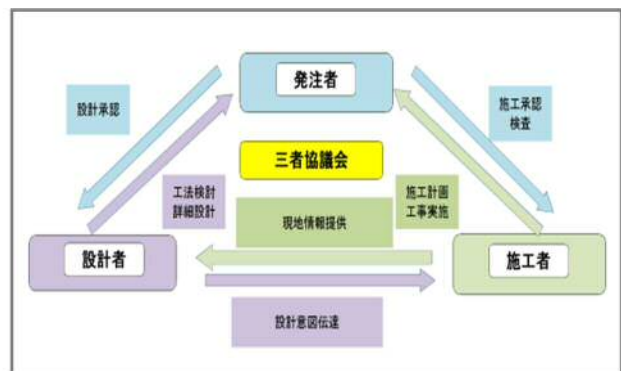 発注者
設計承認
施工承認
検査
三者協議会
工法検討
詳細設計
施工計画
工事実施
現地情報提供
設計者
施工者
設計意図伝達